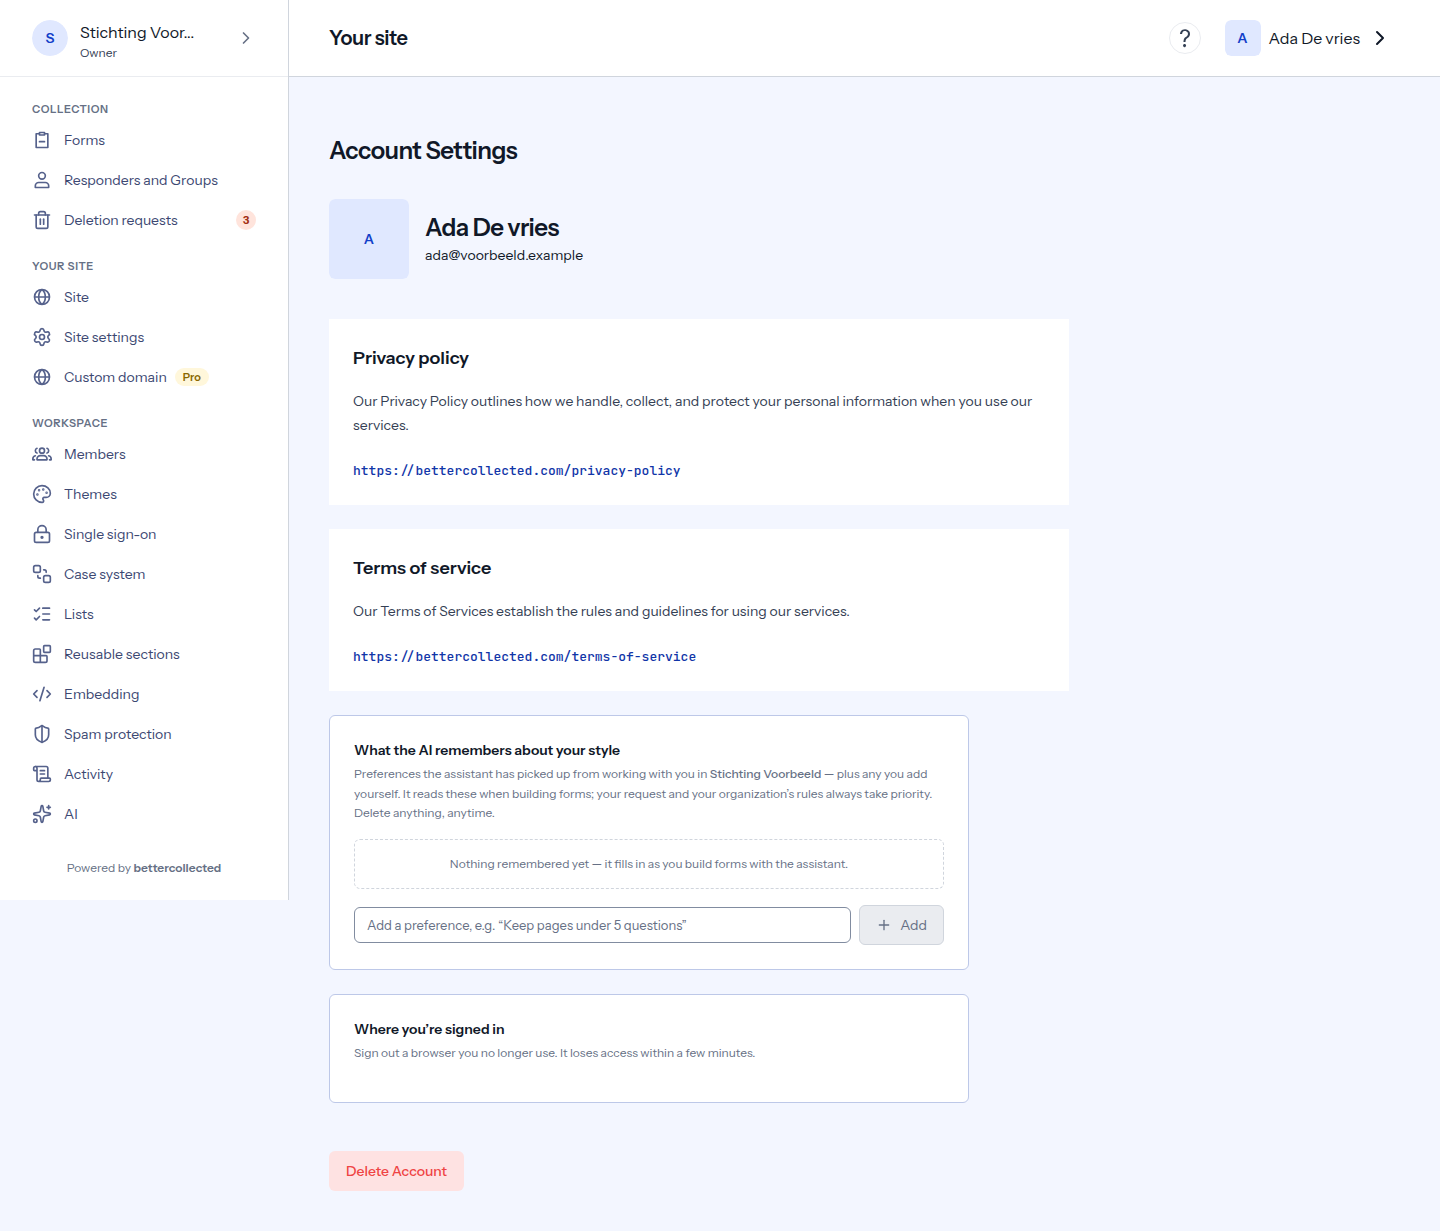 S
Stichting Voor...
Owner
Your site
?
A
Ada De vries
COLLECTION
Forms
Responders and Groups
Deletion requests
3
YOUR SITE
Site
Site settings
Custom domain
Pro
WORKSPACE
Members
Themes
Single sign-on
Case system
Lists
Reusable sections
Embedding
Spam protection
Activity
AI
Powered by bettercollected
Account Settings
A
Ada De vries
ada@voorbeeld.example
Privacy policy
Our Privacy Policy outlines how we handle, collect, and protect your personal information when you use our
services.
https://bettercollected.com/privacy-policy
Terms of service
Our Terms of Services establish the rules and guidelines for using our services.
https://bettercollected.com/terms-of-service
What the AI remembers about your style
Preferences the assistant has picked up from working with you in Stichting Voorbeeld — plus any you add
yourself. It reads these when building forms; your request and your organization’s rules always take priority.
Delete anything, anytime.
Nothing remembered yet — it fills in as you build forms with the assistant.
Add a preference, e.g. “Keep pages under 5 questions”
Add
Where you’re signed in
Sign out a browser you no longer use. It loses access within a few minutes.
Delete Account